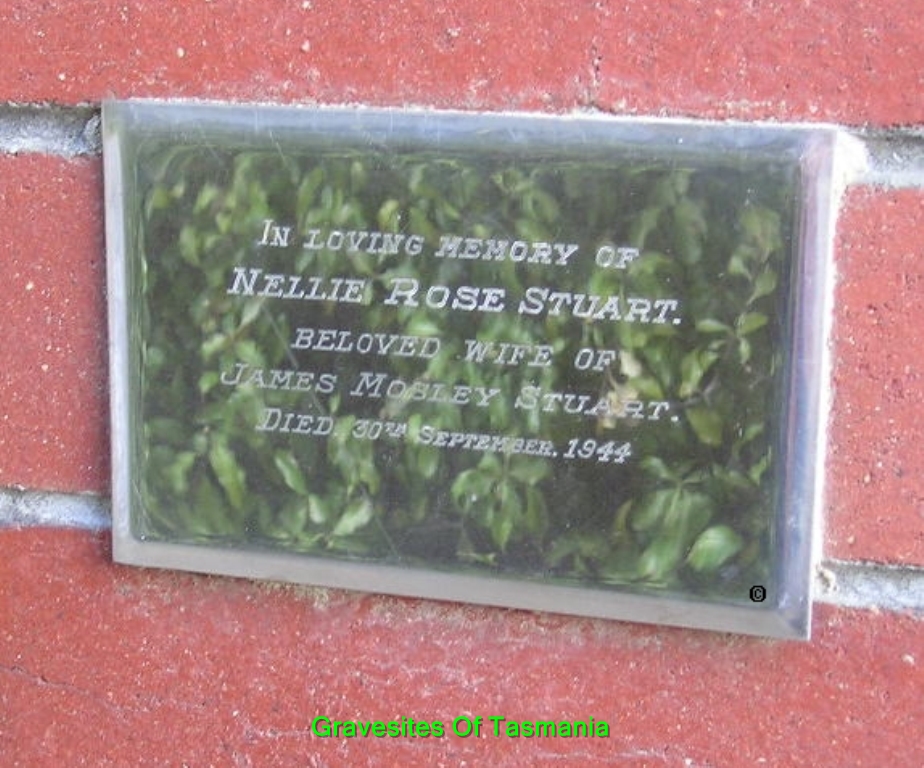 In loving memory of
Nellie Rose Stuart.
beloved wife of
James Mosley Stuart.
Died. 30th September. 1944
©
Gravesites Of Tasmania